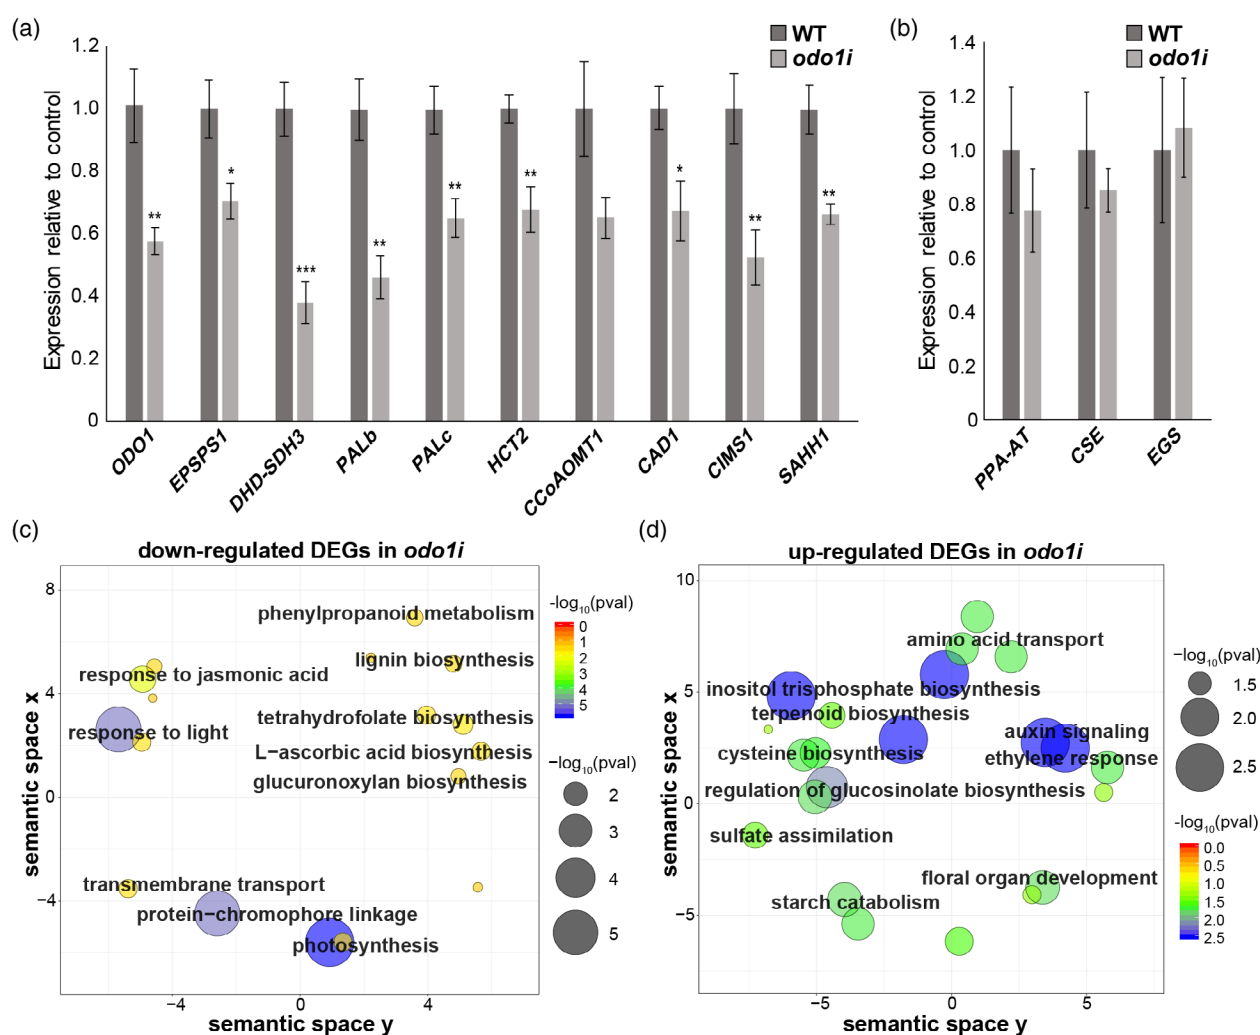 (a)
WT
odo1i
Expression relative to control
1.2
1.0
0.8
0.6
0.4
0.2
0
**
*
***
**
**
**
*
**
**
ODO1
EPSPS1
DHD-SDH3
PALb
PALc
HCT2
CCoAOMT1
CAD1
CIMS1
SAHH1
(b)
WT
odo1i
Expression relative to control
1.4
1.2
1.0
0.8
0.6
0.4
0.2
0
PPA-AT
CSE
EGS
(c)
down-regulated DEGs in odo1i
semantic space x
8
4
0
−4
phenylpropanoid metabolism
lignin biosynthesis
response to jasmonic acid
tetrahydrofolate biosynthesis
response to light
L−ascorbic acid biosynthesis
glucuronoxylan biosynthesis
transmembrane transport
protein−chromophore linkage
photosynthesis
−4 0 4
semantic space y
-log10(pval)
0
1
2
3
4
5
−log10(pval)
2
3
4
5
(d)
up-regulated DEGs in odo1i
semantic space x
10
5
0
−5
amino acid transport
inositol trisphosphate biosynthesis
terpenoid biosynthesis
auxin signaling
cysteine biosynthesis
ethylene response
regulation of glucosinolate biosynthesis
sulfate assimilation
floral organ development
starch catabolism
−5 0 5
semantic space y
−log10(pval)
1.5
2.0
2.5
-log10(pval)
0.0
0.5
1.0
1.5
2.0
2.5